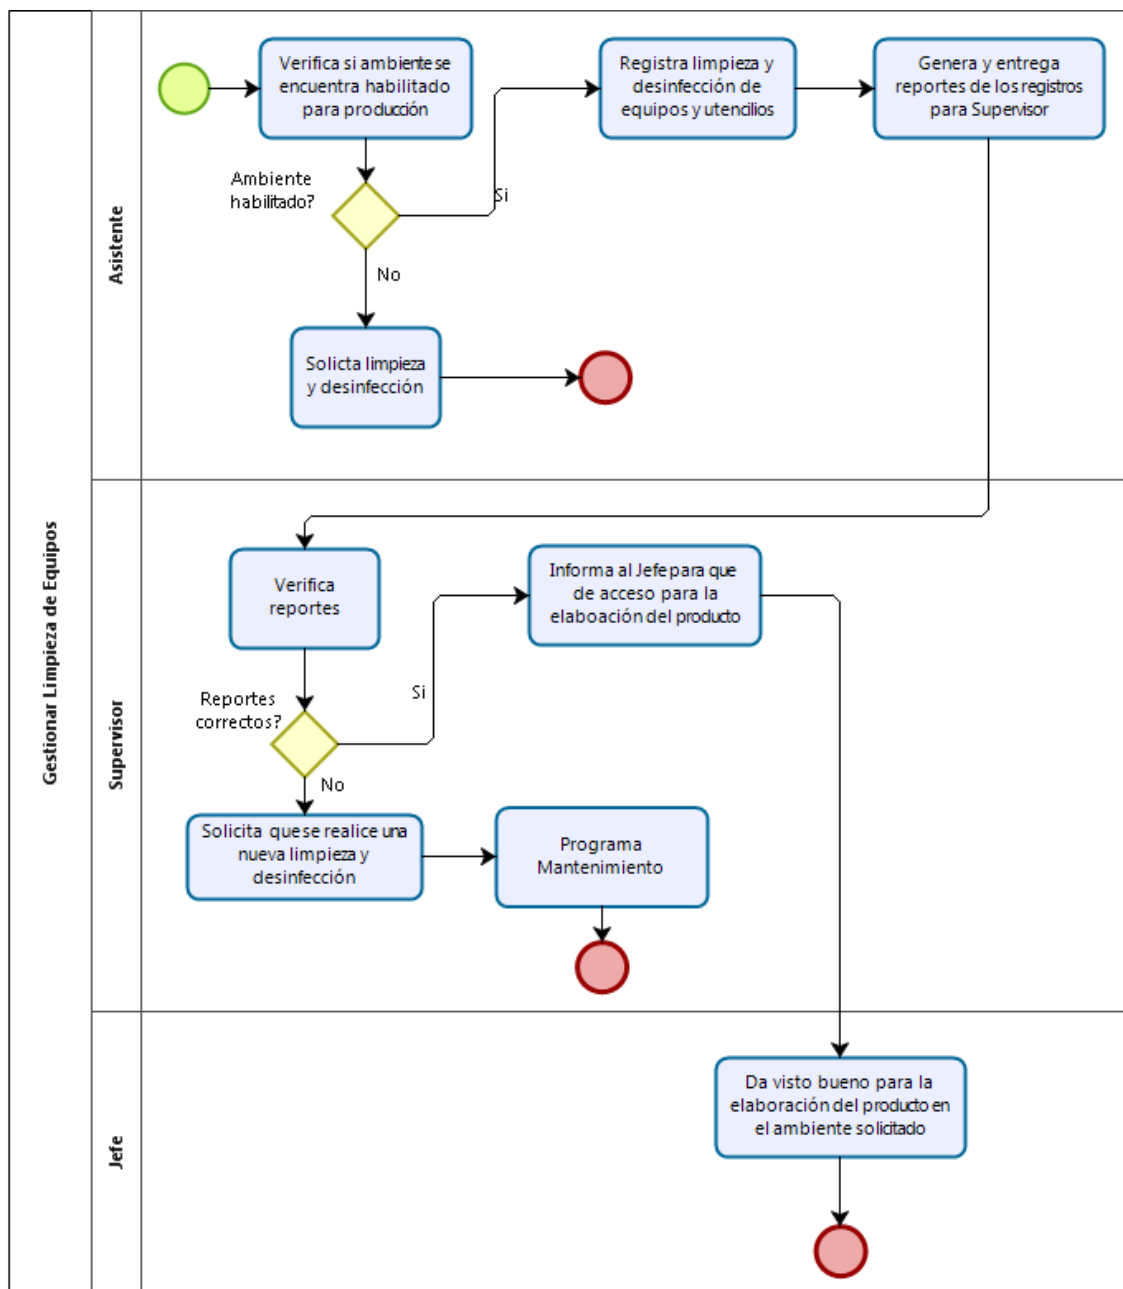 Gestionar Limpieza de Equipos
Asistente
Verifica si ambiente se
encuentra habilitado
para producción
Registra limpieza y
desinfección de
equipos y utencilios
Genera y entrega
reportes de los registros
para Supervisor
Ambiente
habilitado?
Si
No
Solicta limpieza
y desinfección
Supervisor
Verifica
reportes
Informa al Jefe para que
de acceso para la
elaboación del producto
Reportes
correctos?
Si
No
Solicita que se realice una
nueva limpieza y
desinfección
Programa
Mantenimiento
Jefe
Da visto bueno para la
elaboración del producto en
el ambiente solicitado